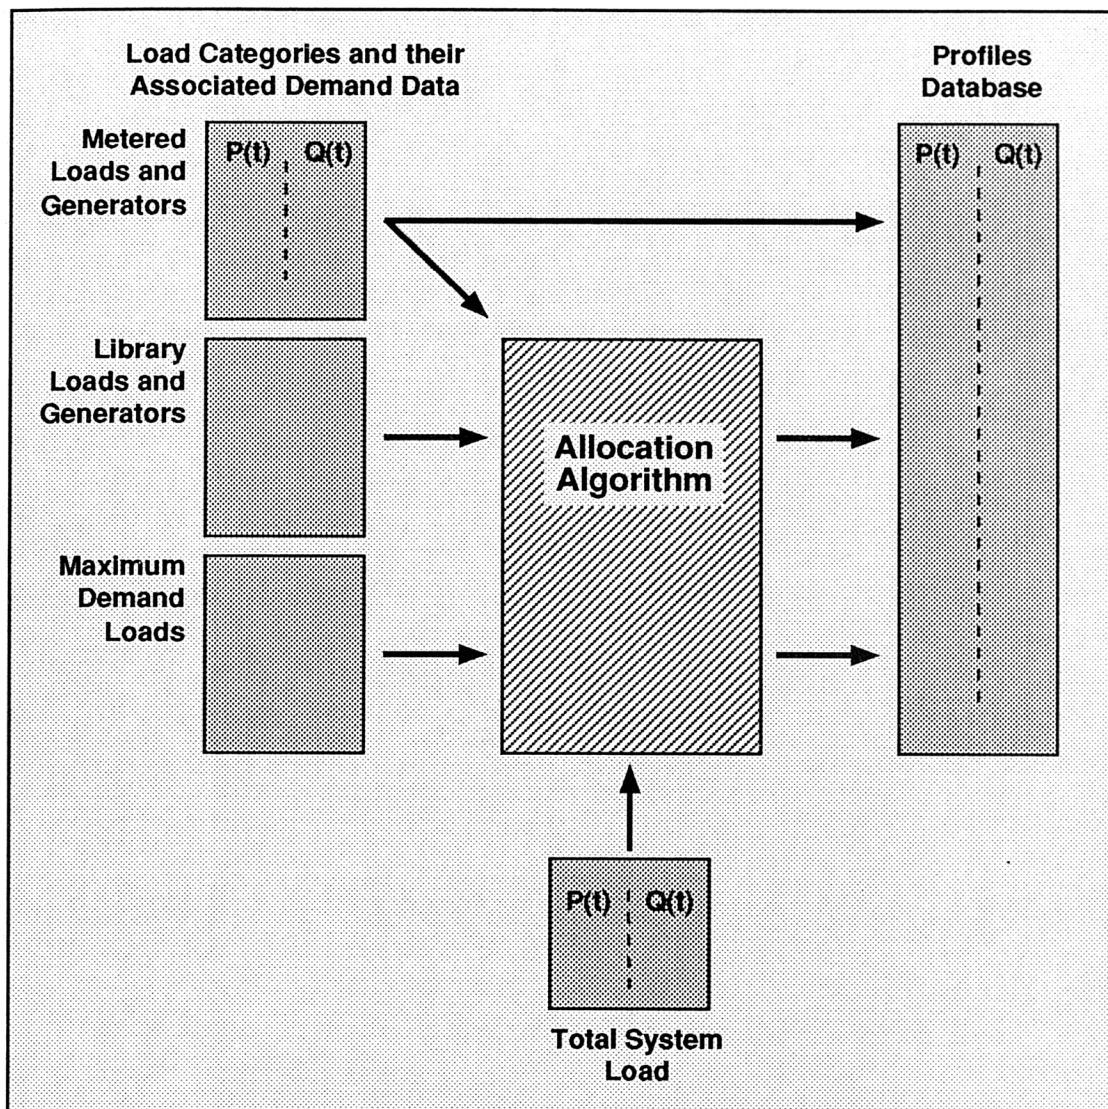 Load Categories and their
Associated Demand Data
Profiles
Database
Metered
Loads and
Generators
P(t) Q(t)
P(t) Q(t)
Library
Loads and
Generators
Allocation
Algorithm
Maximum
Demand
Loads
P(t) Q(t)
Total System
Load